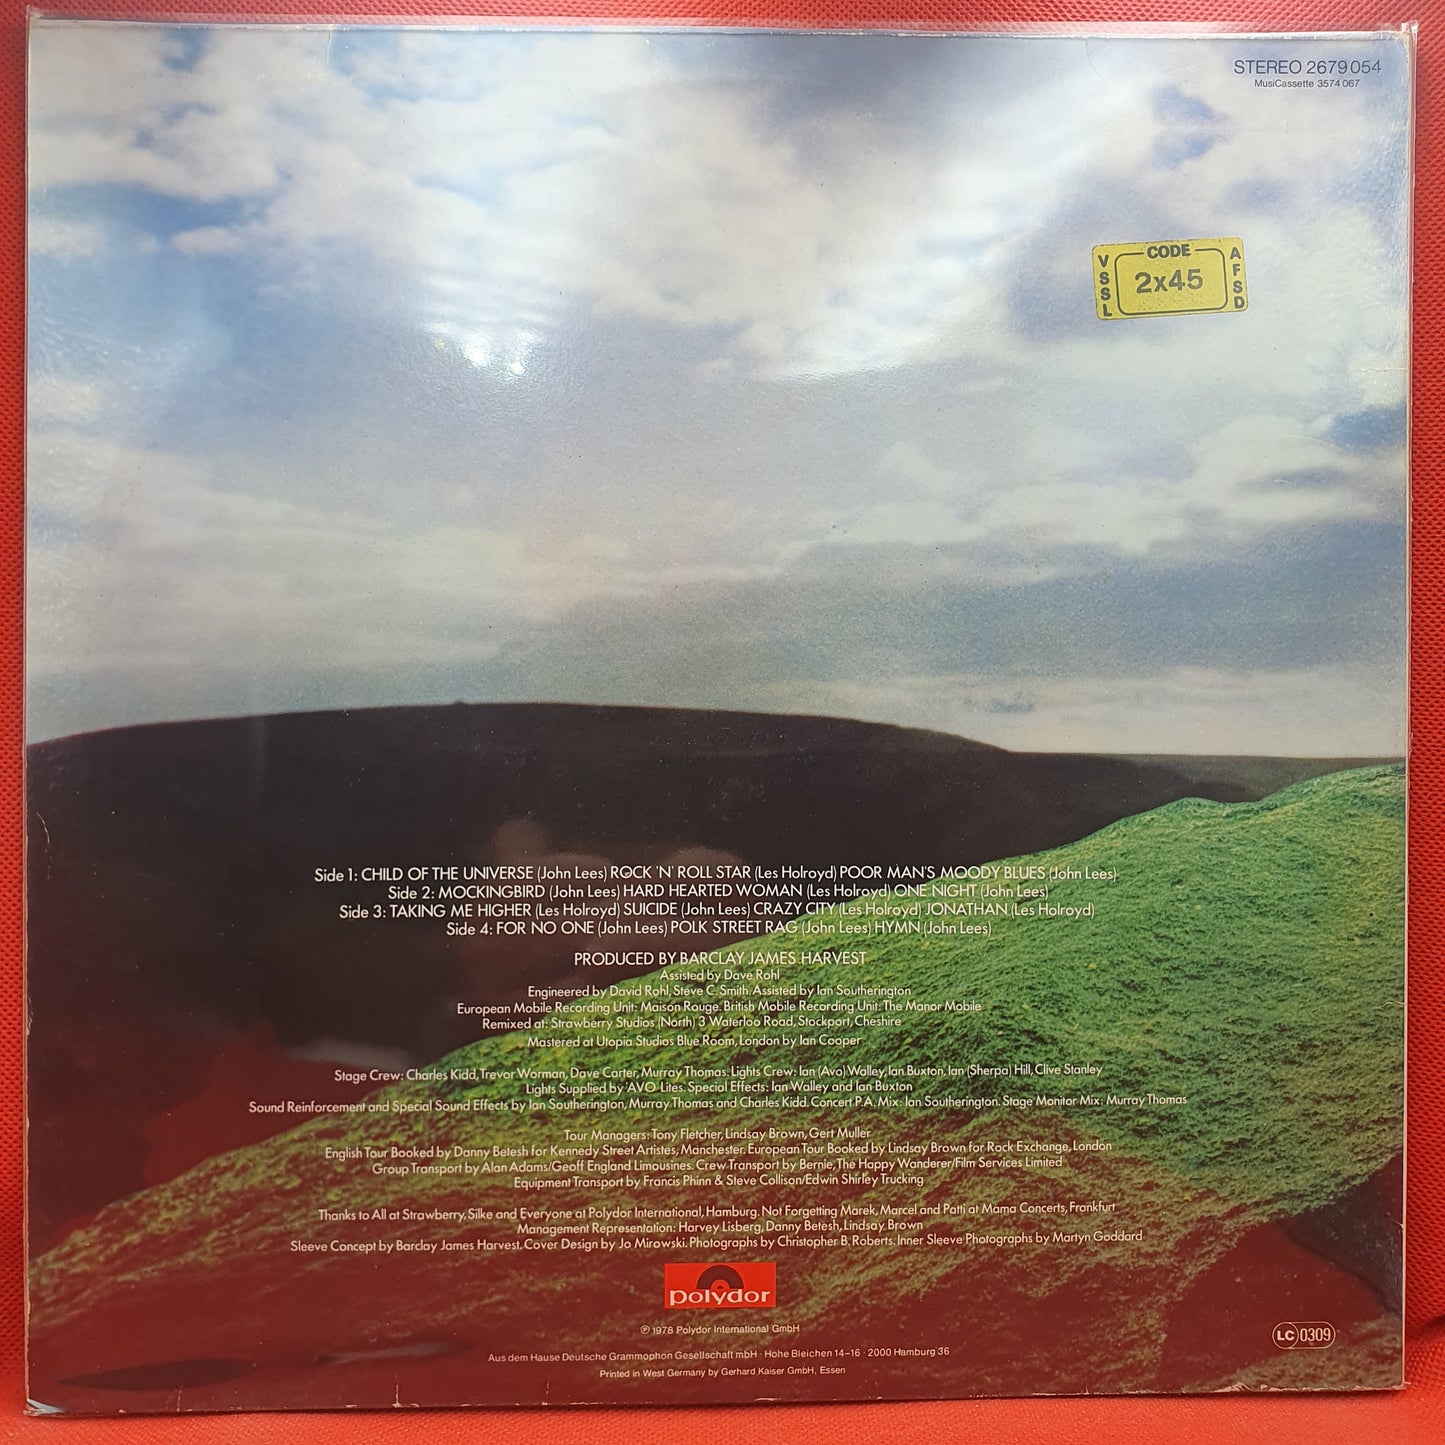 STEREO 2679 054
MusiCassette 3574 067
CODE
VSSL
2x45
AFSD
Side 1: CHILD OF THE UNIVERSE (John Lees) ROCK 'N' ROLL STAR (Les Holroyd) POOR MAN'S MOODY BLUES (John Lees)
Side 2: MOCKINGBIRD (John Lees) HARD HEARTED WOMAN (Les Holroyd) ONE NIGHT (John Lees)
Side 3: TAKING ME HIGHER (Les Holroyd) SUICIDE (John Lees) CRAZY CITY (Les Holroyd) JONATHAN (Les Holroyd)
Side 4: FOR NO ONE (John Lees) POLK STREET RAG (John Lees) HYMN (John Lees)
PRODUCED BY BARCLAY JAMES HARVEST
Assisted by Dave Rohl
Engineered by David Rohl, Steve C. Smith. Assisted by Ian Southerington
European Mobile Recording Unit: Maison Rouge. British Mobile Recording Unit: The Manor Mobile
Remixed at: Strawberry Studios (North) 3 Waterloo Road, Stockport, Cheshire
Mastered at Utopia Studios Blue Room, London by Ian Cooper
Stage Crew: Charles Kidd, Trevor Worman, Dave Carter, Murray Thomas. Lights Crew: Ian (Avo) Walley, Ian Buxton, Ian (Sherpa) Hill, Clive Stanley
Lights Supplied by 'AVO' Lites. Special Effects: Ian Walley and Ian Buxton
Sound Reinforcement and Special Sound Effects by Ian Southerington, Murray Thomas and Charles Kidd. Concert P.A. Mix: Ian Southerington. Stage Monitor Mix: Murray Thomas
Tour Managers: Tony Fletcher, Lindsay Brown, Gert Muller
English Tour Booked by Danny Betesh for Kennedy Street Artistes, Manchester. European Tour Booked by Lindsay Brown for Rock Exchange, London
Group Transport by Alan Adams/Geoff England Limousines. Crew Transport by Bernie, The Happy Wanderer/Film Services Limited
Equipment Transport by Francis Phinn & Steve Collison/Edwin Shirley Trucking
Thanks to All at Strawberry, Silke and Everyone at Polydor International, Hamburg. Not Forgetting Marek, Marcel and Patti at Mama Concerts, Frankfurt
Management Representation: Harvey Lisberg, Danny Betesh, Lindsay Brown
Sleeve Concept by Barclay James Harvest. Cover Design by Jo Mirowski. Photographs by Christopher B. Roberts. Inner Sleeve Photographs by Martyn Goddard
polydor
℗ 1978 Polydor International GmbH
LC 0309
Aus dem Hause Deutsche Grammophon Gesellschaft mbH · Hohe Bleichen 14–16 · 2000 Hamburg 36
Printed in West Germany by Gerhard Kaiser GmbH, Essen